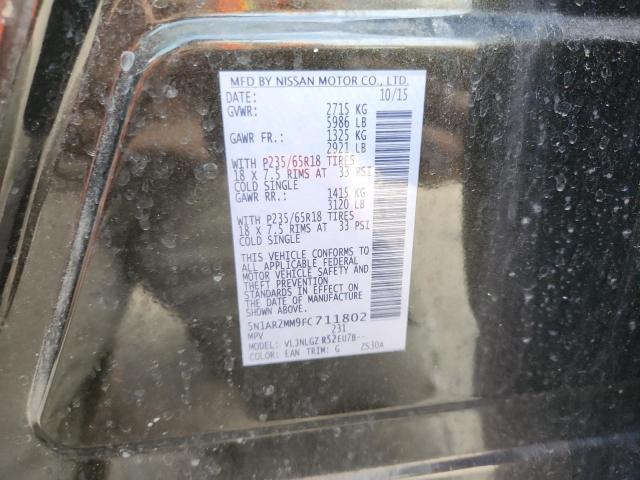 MFD BY NISSAN MOTOR CO., LTD.
DATE: 10/15
GVWR: 2715 KG
5986 LB
GAWR FR.: 1325 KG
2921 LB
WITH P235/65R18 TIRES
18 X 7.5 RIMS AT 33 PSI
COLD SINGLE
GAWR RR.: 1415 KG
3120 LB
WITH P235/65R18 TIRES
18 X 7.5 RIMS AT 33 PSI
COLD SINGLE
THIS VEHICLE CONFORMS TO
ALL APPLICABLE FEDERAL
MOTOR VEHICLE SAFETY AND
THEFT PREVENTION
STANDARDS IN EFFECT ON
THE DATE OF MANUFACTURE
SHOWN ABOVE.
5N1AR2MM9FC711802
MPV 231
MODEL: VLJNLGZ R52EU7B--
COLOR: EAN TRIM: G ZS30A